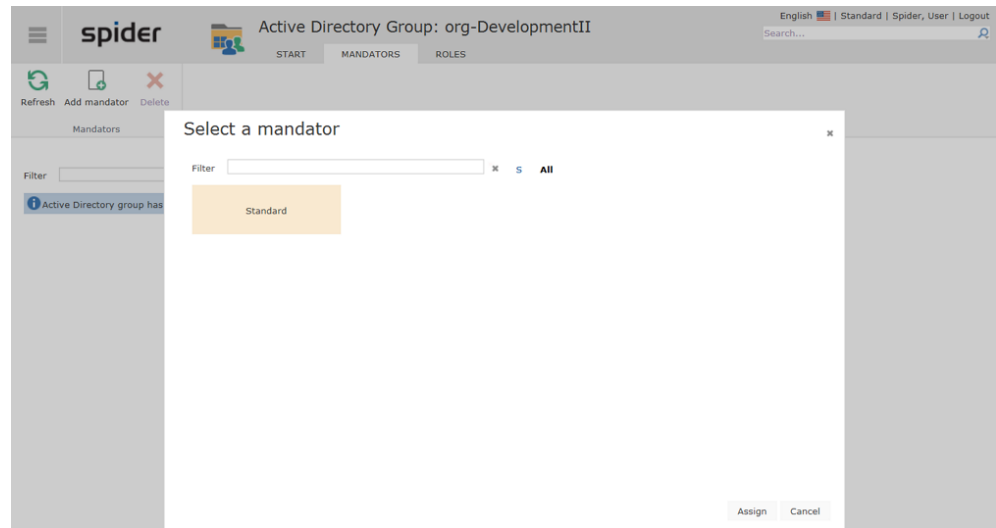 English | Standard | Spider, User | Logout
spider
Active Directory Group: org-DevelopmentII
Search...
START MANDATORS ROLES
Refresh Add mandator Delete
Mandators
Select a mandator
Filter
Filter S All
Active Directory group has
Standard
Assign Cancel